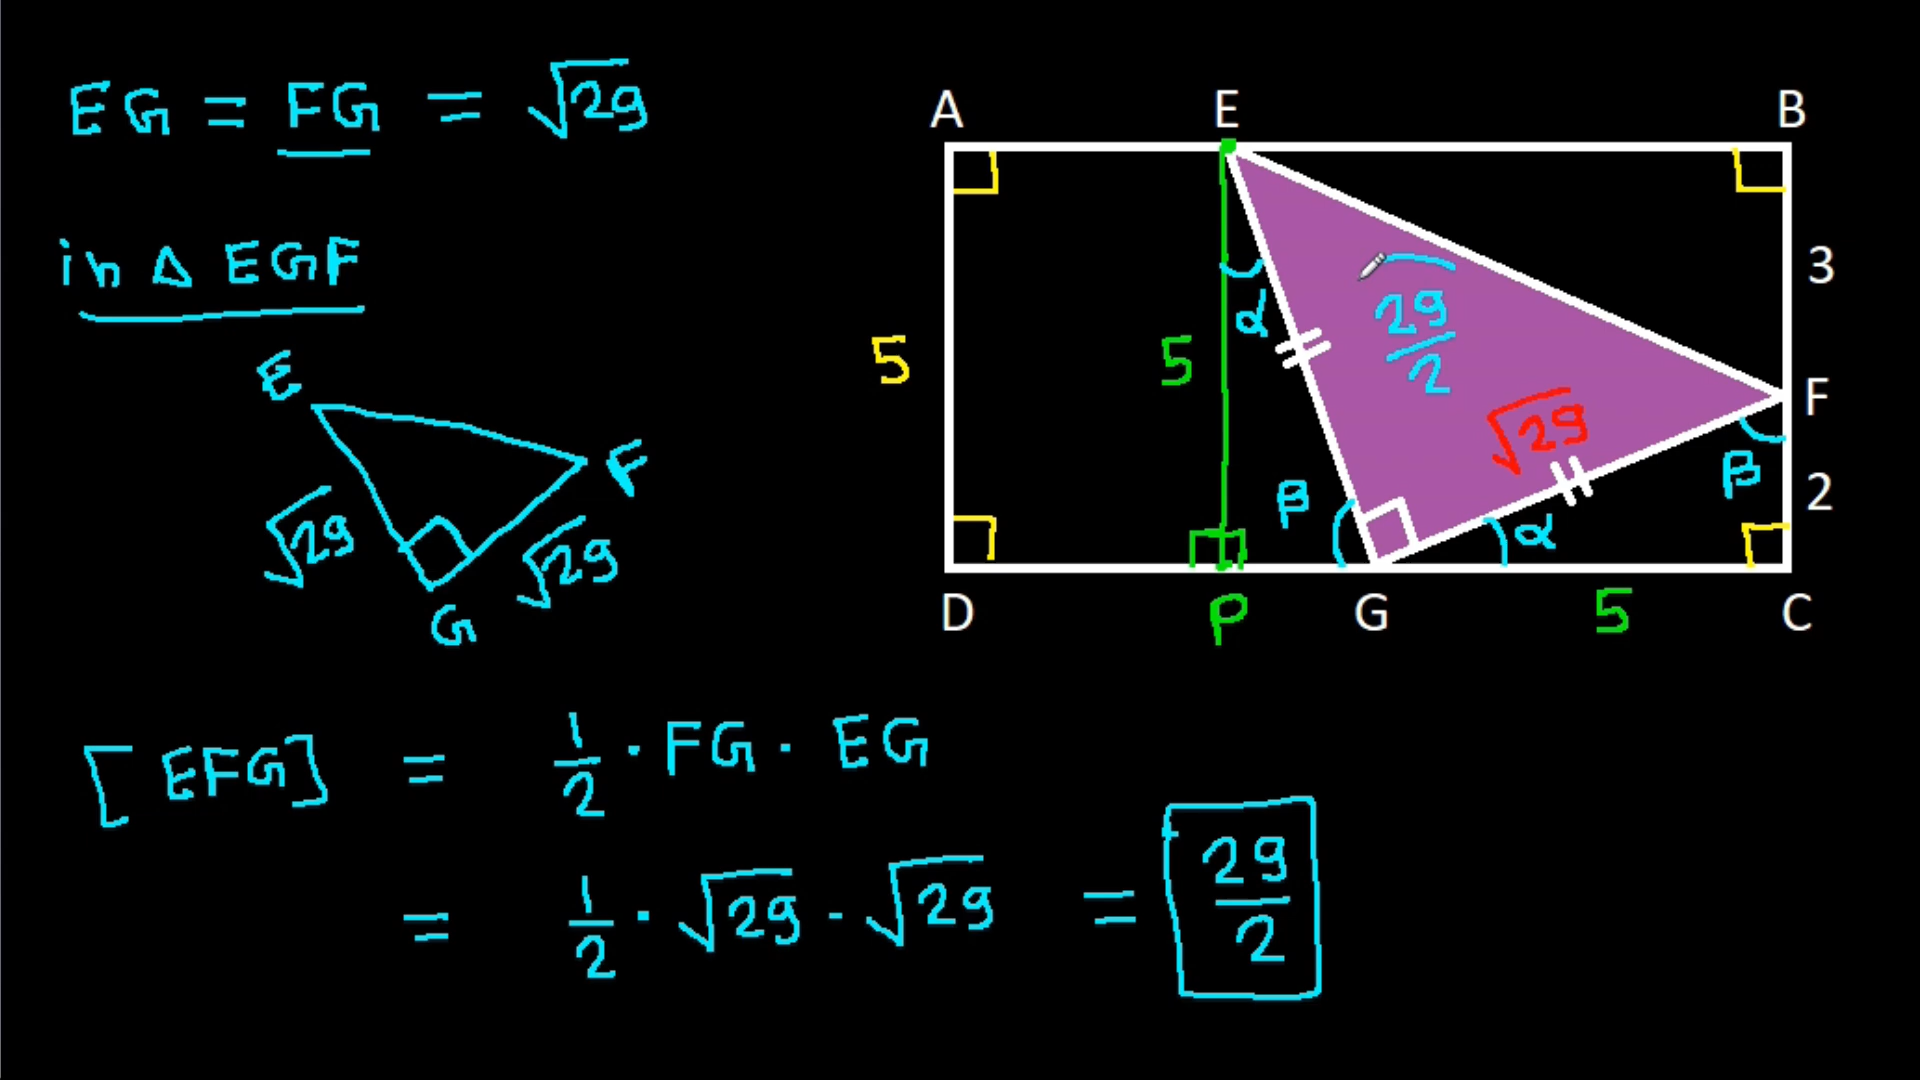 EG = FG = √29
in Δ EGF
E
F
√29
√29
G
[EFG] = 1/2 · FG · EG
= 1/2 · √29 · √29 = 29/2
A E B
3
α
29/2
5
5
F
√29
β
β
2
α
D P G 5 C